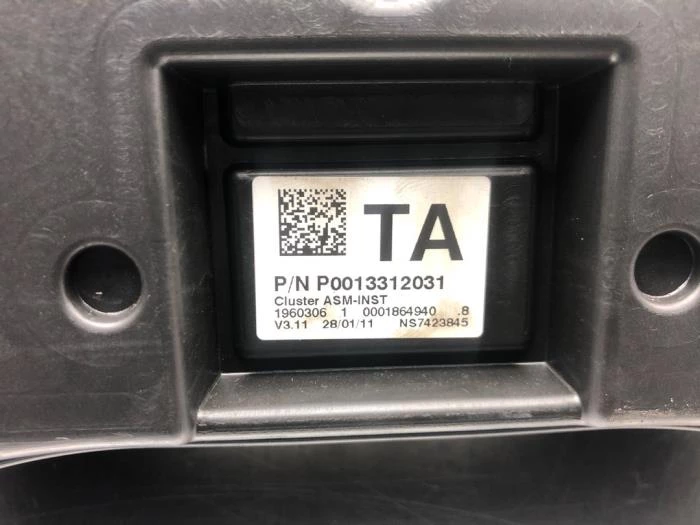 TA
P/N P0013312031
Cluster ASM-INST
1960306 1 0001864940 .8
V3.11 28/01/11 NS7423845